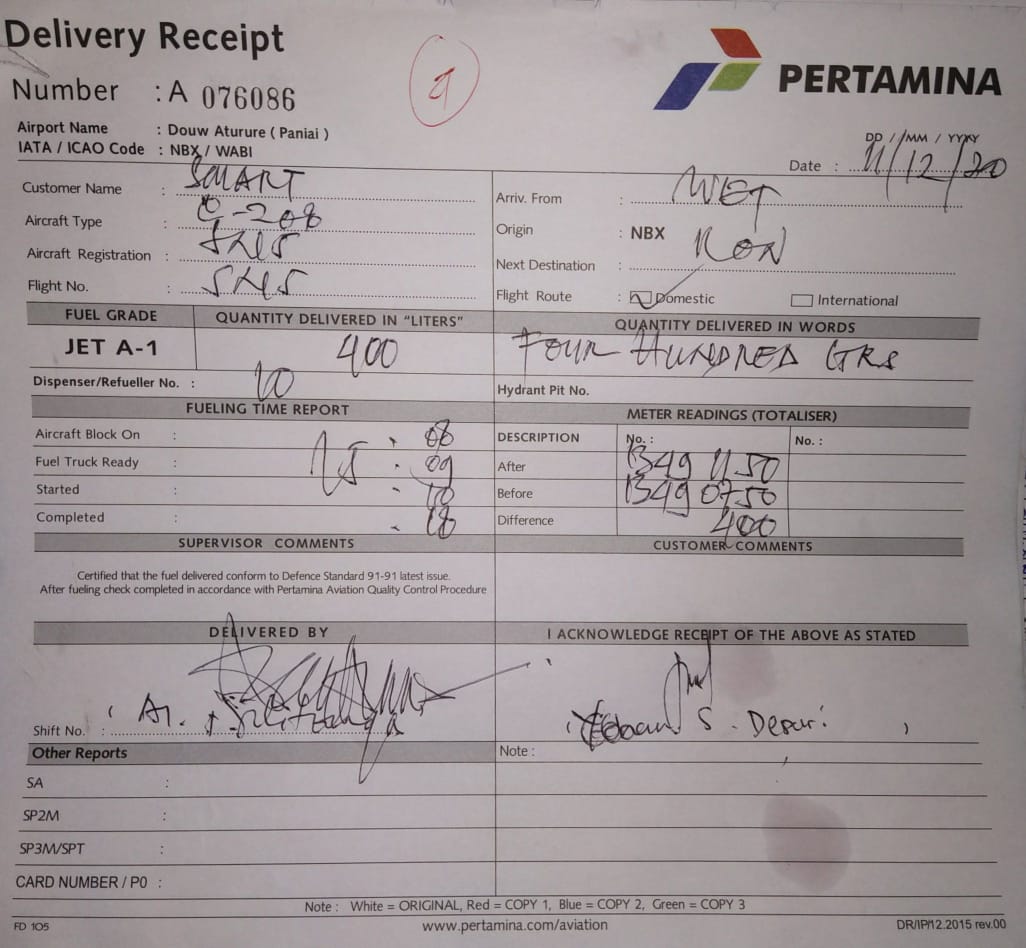 Delivery Receipt
PERTAMINA
Number : A 076086
1
Airport Name : Douw Aturure ( Paniai )
IATA / ICAO Code : NBX / WABI
DD / MM / YYYY
Date : 11/12/20
Customer Name : SMART
Arriv. From : WET
Aircraft Type : C-208
Origin : NBX
Aircraft Registration :
Next Destination : KON
Flight No. :
Flight Route : Domestic International
FUEL GRADE QUANTITY DELIVERED IN "LITERS" QUANTITY DELIVERED IN WORDS
JET A-1 400 FOUR HUNDRED LTRS
Dispenser/Refueller No. : 10 Hydrant Pit No.
FUELING TIME REPORT METER READINGS (TOTALISER)
Aircraft Block On : 15 : 08 DESCRIPTION No. : No. :
Fuel Truck Ready : : 09 After 1349 1150
Started : 10 Before 1349 0750
Completed : 18 Difference 400
SUPERVISOR COMMENTS CUSTOMER COMMENTS
Certified that the fuel delivered conform to Defence Standard 91-91 latest issue.
After fueling check completed in accordance with Pertamina Aviation Quality Control Procedure
DELIVERED BY I ACKNOWLEDGE RECEIPT OF THE ABOVE AS STATED
Shift No. :
S.
Other Reports Note :
SA :
SP2M :
SP3M/SPT :
CARD NUMBER / P0 :
Note : White = ORIGINAL, Red = COPY 1, Blue = COPY 2, Green = COPY 3
FD 105 www.pertamina.com/aviation DR/IP/12.2015 rev.00